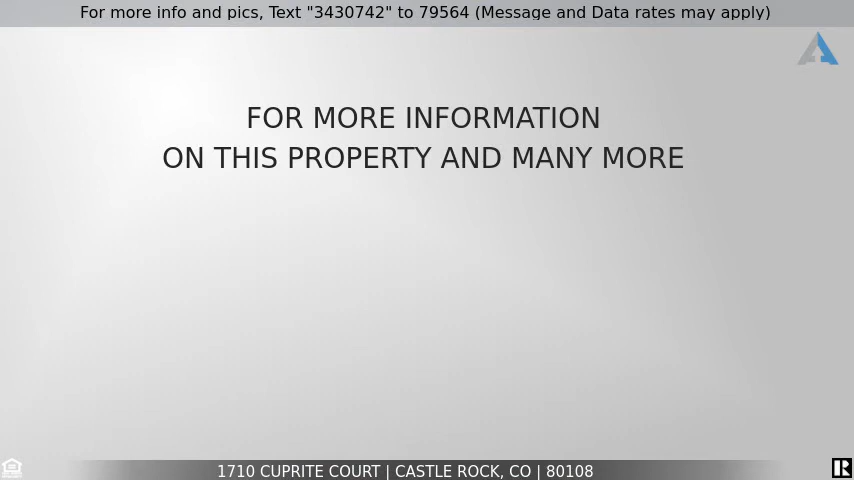 For more info and pics, Text "3430742" to 79564 (Message and Data rates may apply)
FOR MORE INFORMATION
ON THIS PROPERTY AND MANY MORE
1710 CUPRITE COURT | CASTLE ROCK, CO | 80108